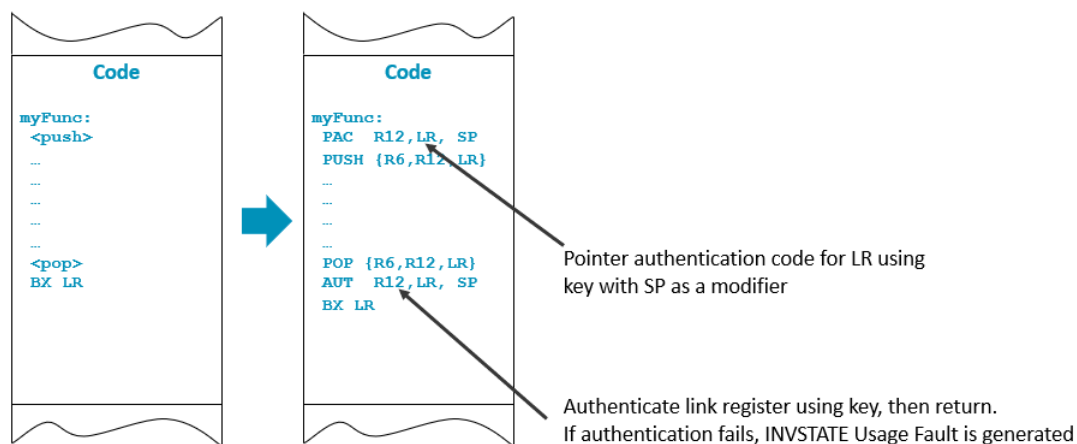 Code
myFunc:
<push>
...
...
...
...
<pop>
BX LR
Code
myFunc:
PAC R12,LR, SP
PUSH {R6,R12,LR}
...
...
...
...
POP {R6,R12,LR}
AUT R12,LR, SP
BX LR
Pointer authentication code for LR using
key with SP as a modifier
Authenticate link register using key, then return.
If authentication fails, INVSTATE Usage Fault is generated